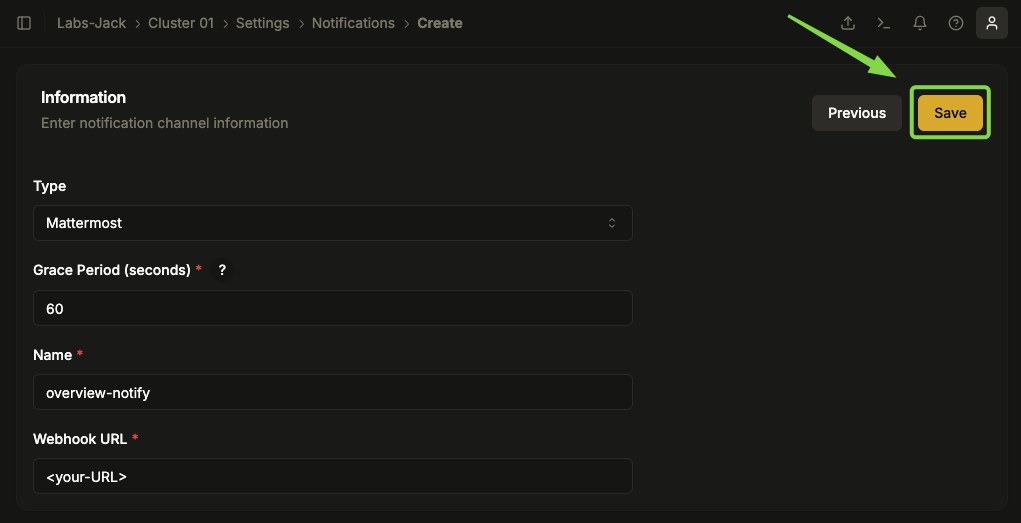 Labs-Jack > Cluster 01 > Settings > Notifications > Create
Information
Enter notification channel information
Previous
Save
Type
Mattermost
Grace Period (seconds) * ?
60
Name *
overview-notify
Webhook URL *
<your-URL>